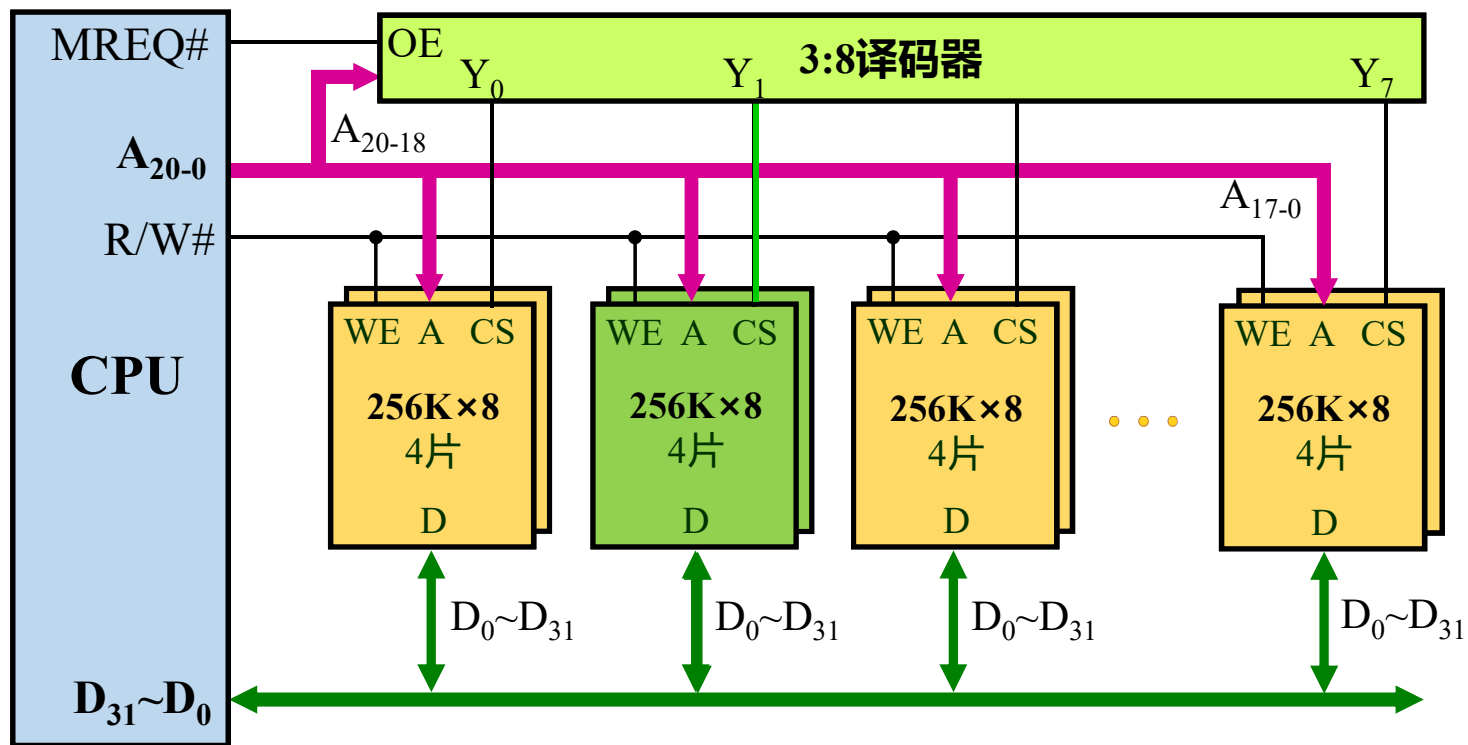 MREQ#
OE
3:8译码器
Y0
Y1
Y7
A20-18
A20-0
A17-0
R/W#
WE A CS
WE A CS
WE A CS
WE A CS
CPU
256K×8
4片
256K×8
4片
256K×8
4片
256K×8
4片
D
D
D
D
D0~D31
D0~D31
D0~D31
D0~D31
D31~D0